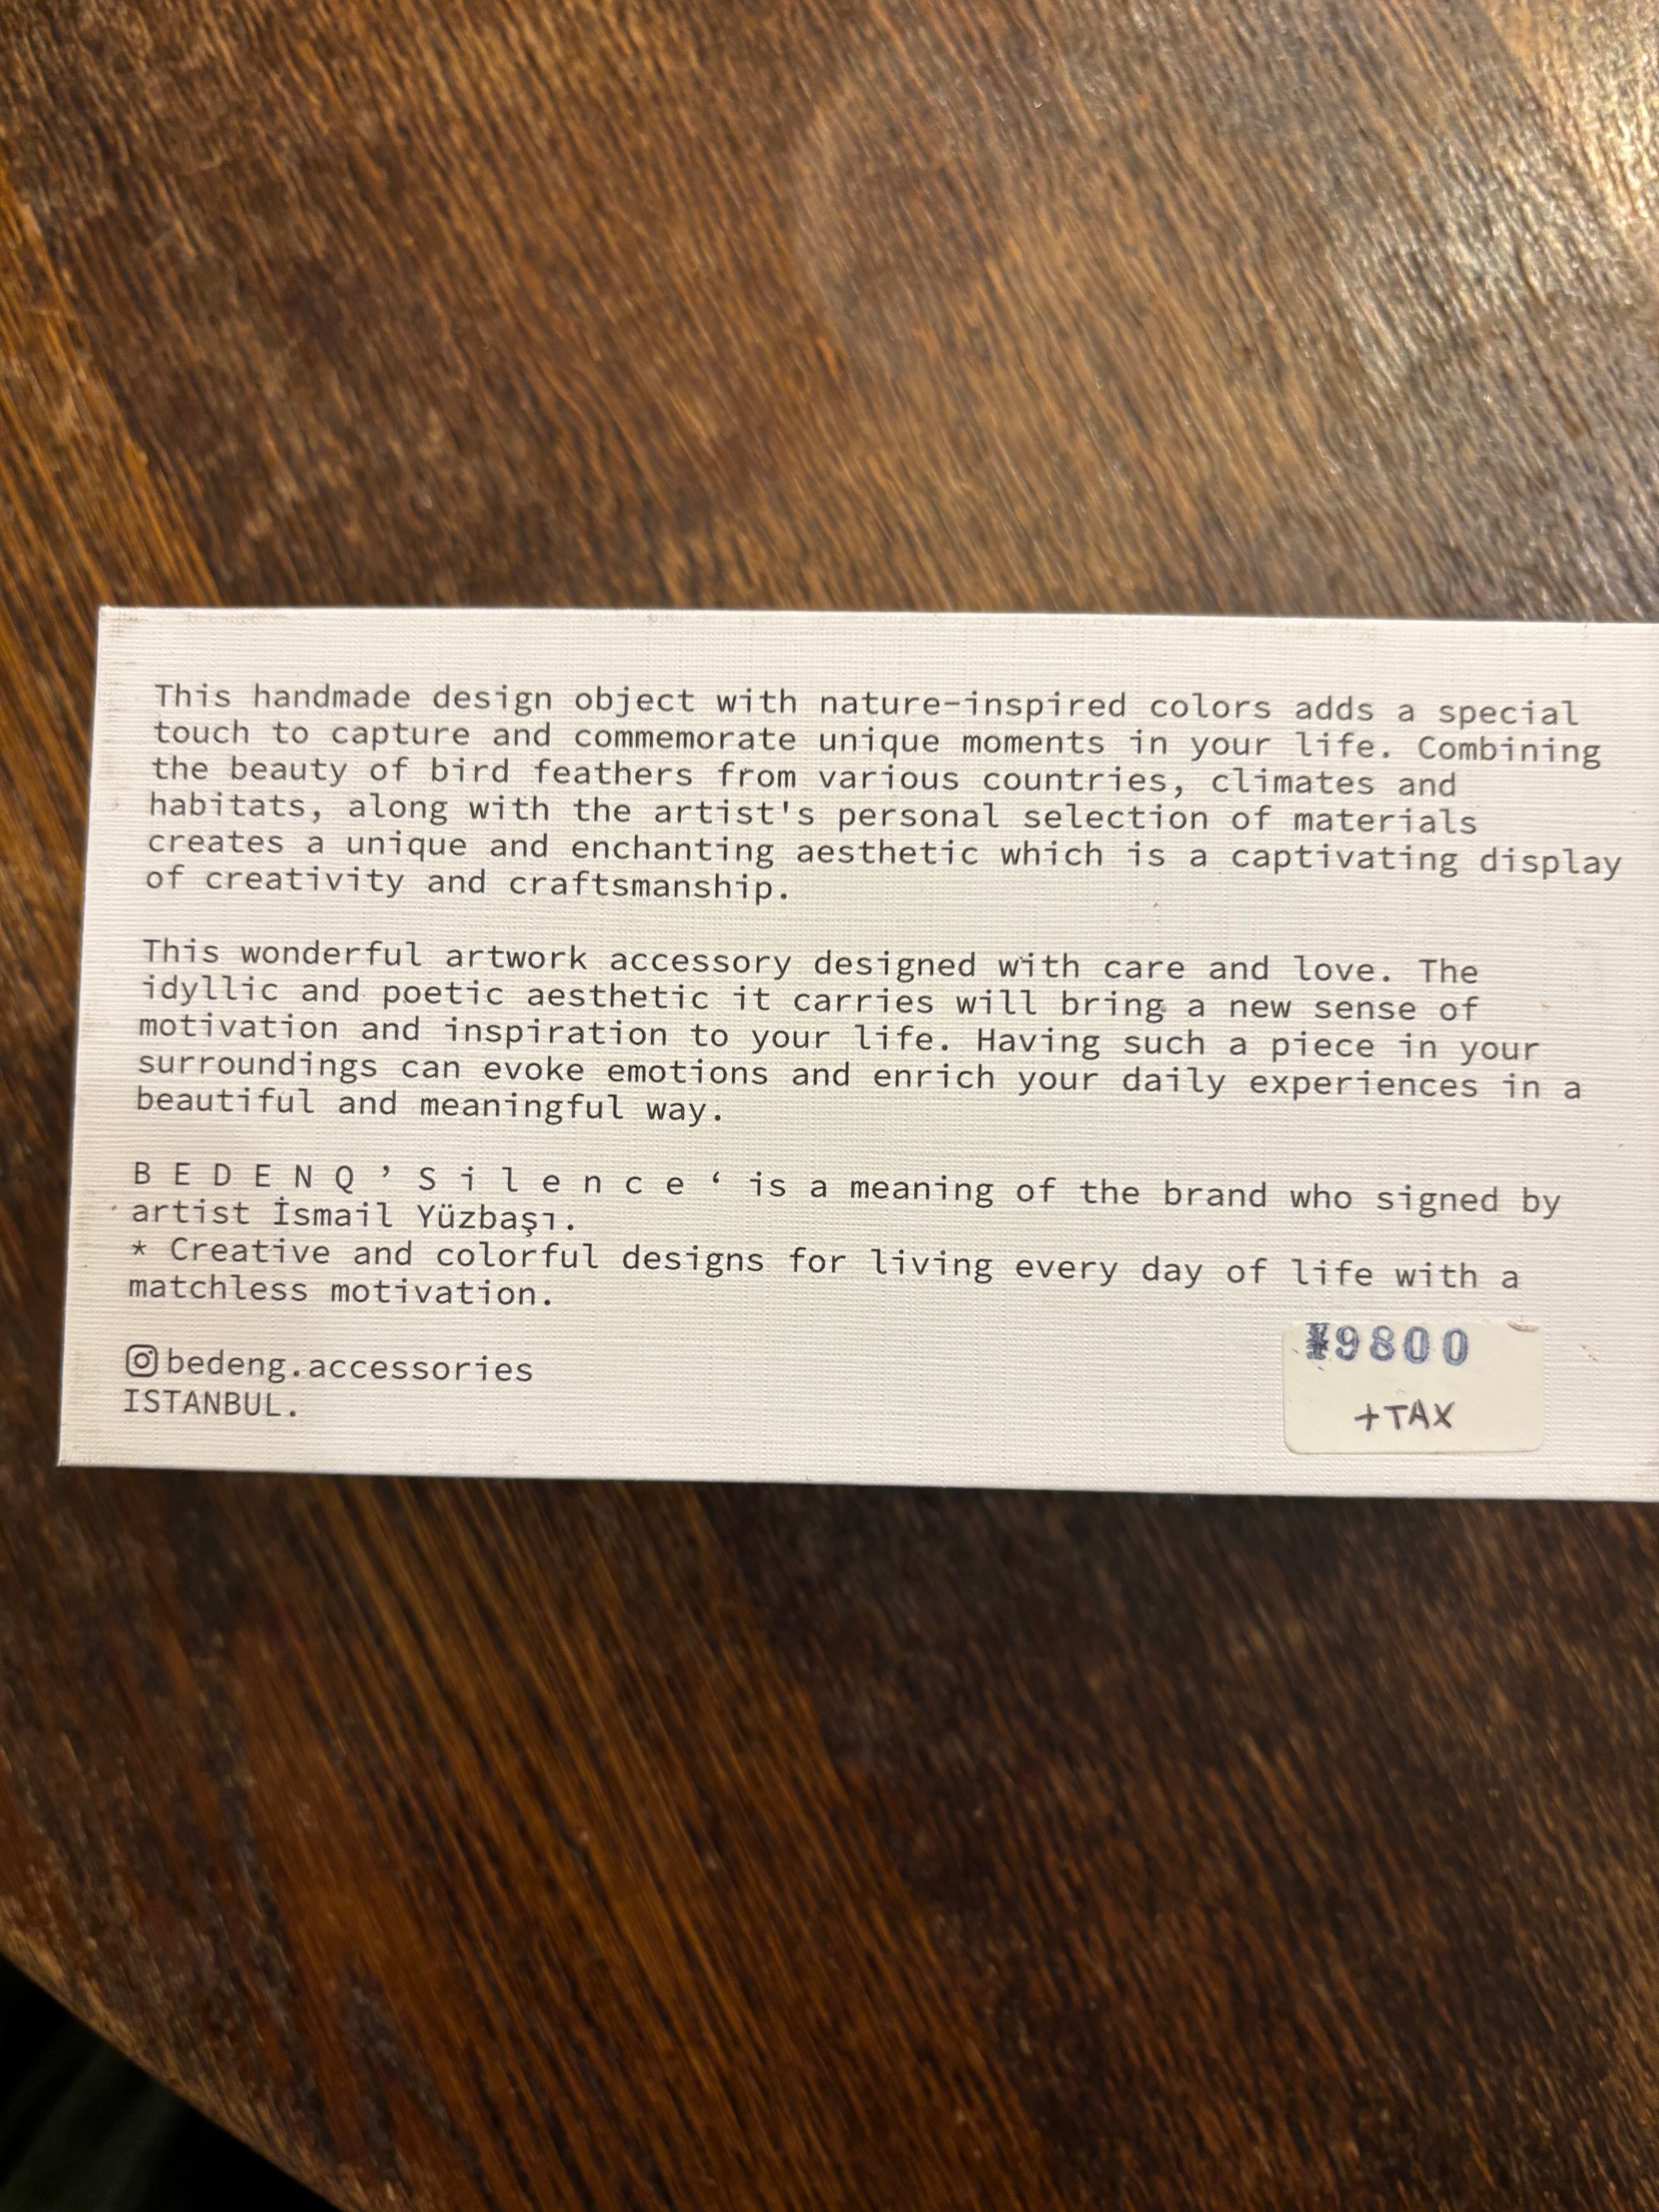 This handmade design object with nature-inspired colors adds a special
touch to capture and commemorate unique moments in your life. Combining
the beauty of bird feathers from various countries, climates and
habitats, along with the artist's personal selection of materials
creates a unique and enchanting aesthetic which is a captivating display
of creativity and craftsmanship.
This wonderful artwork accessory designed with care and love. The
idyllic and poetic aesthetic it carries will bring a new sense of
motivation and inspiration to your life. Having such a piece in your
surroundings can evoke emotions and enrich your daily experiences in a
beautiful and meaningful way.
B E D E N Q ’ S i l e n c e ‘ is a meaning of the brand who signed by
artist İsmail Yüzbaşı.
* Creative and colorful designs for living every day of life with a
matchless motivation.
bedenq.accessories
ISTANBUL.
¥9800
+TAX